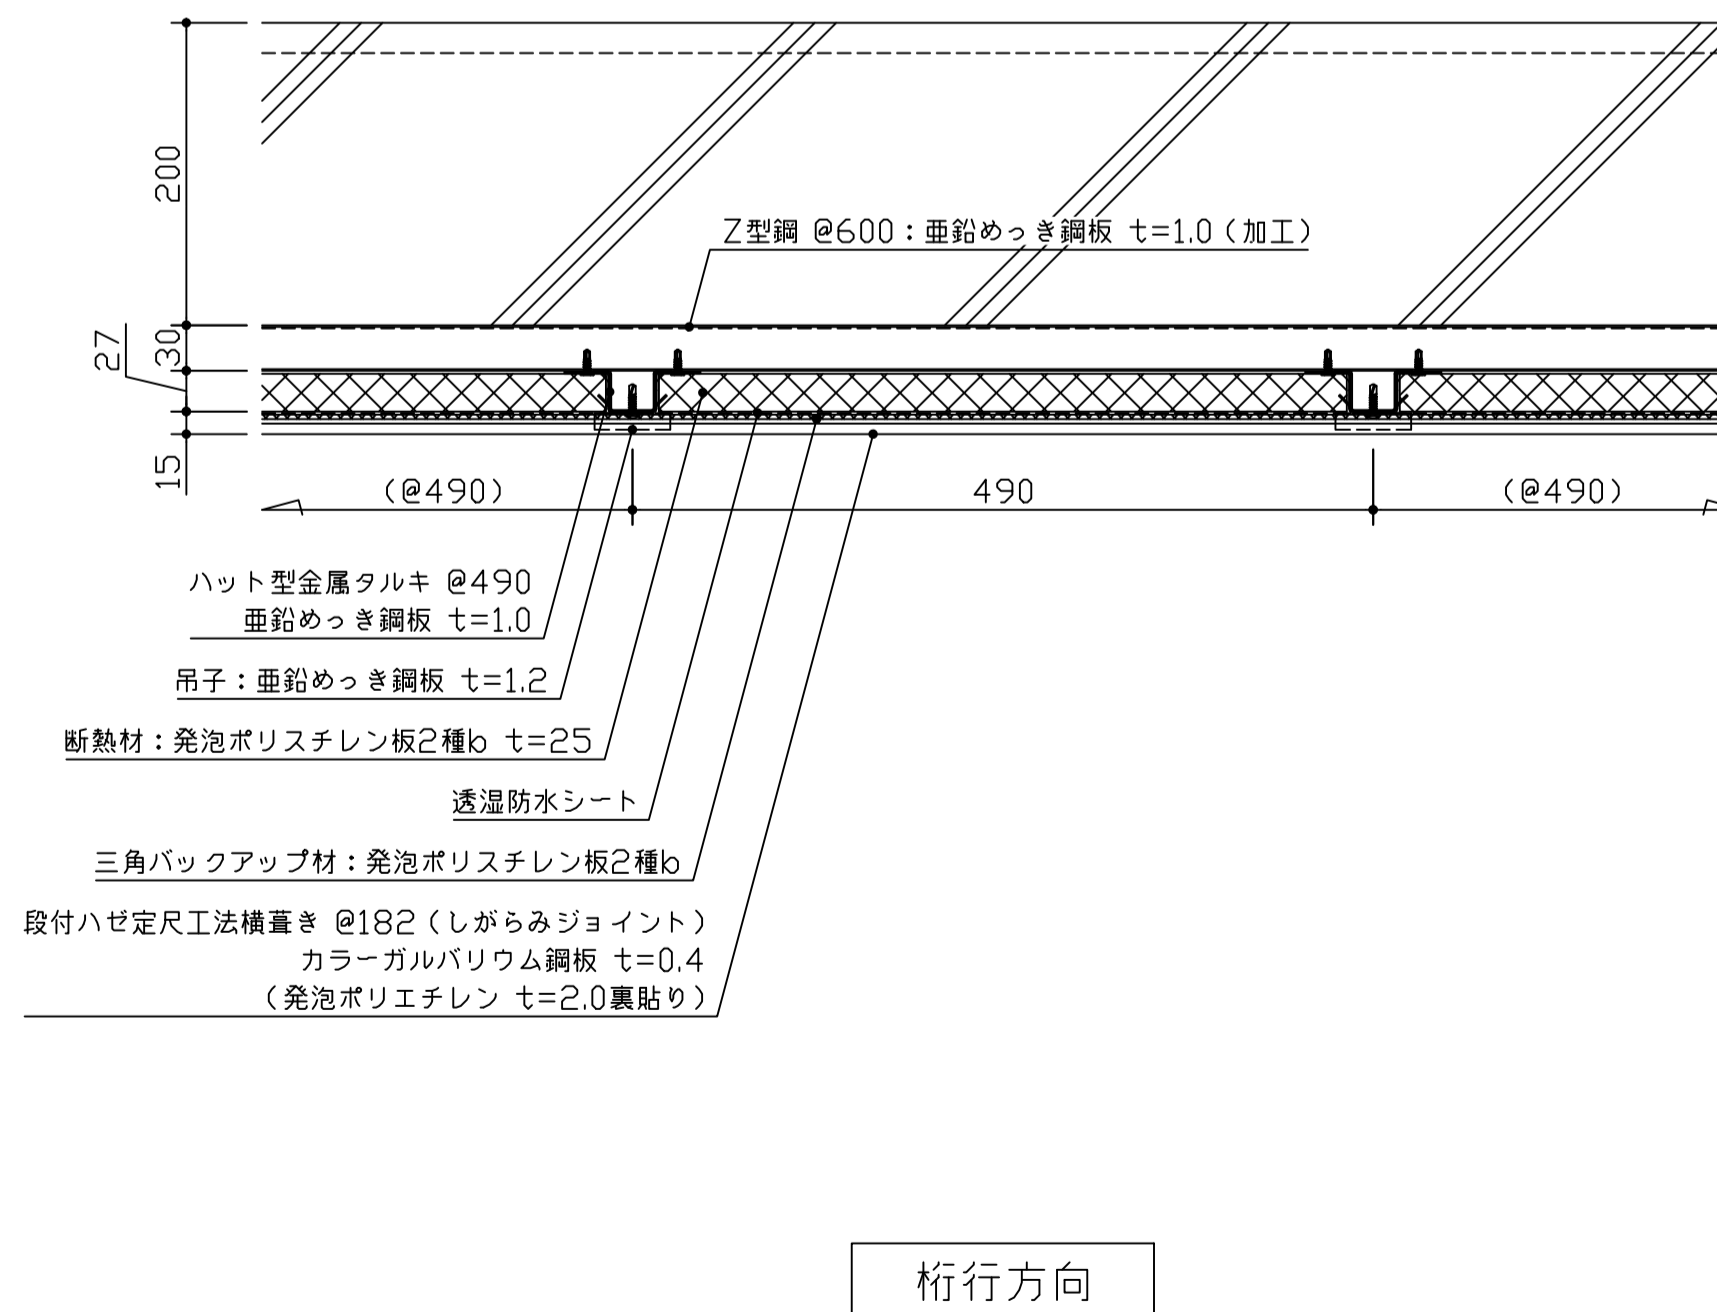 200
Z型鋼 @600：亜鉛めっき鋼板 t=1.0（加工）
30
27
15
(@490)
490
(@490)
ハット型金属タルキ @490
亜鉛めっき鋼板 t=1.0
吊子：亜鉛めっき鋼板 t=1.2
断熱材：発泡ポリスチレン板2種b t=25
透湿防水シート
三角バックアップ材：発泡ポリスチレン板2種b
段付ハゼ定尺工法横葺き @182（しがらみジョイント）
カラーガルバリウム鋼板 t=0.4
（発泡ポリエチレン t=2.0裏貼り）
桁行方向